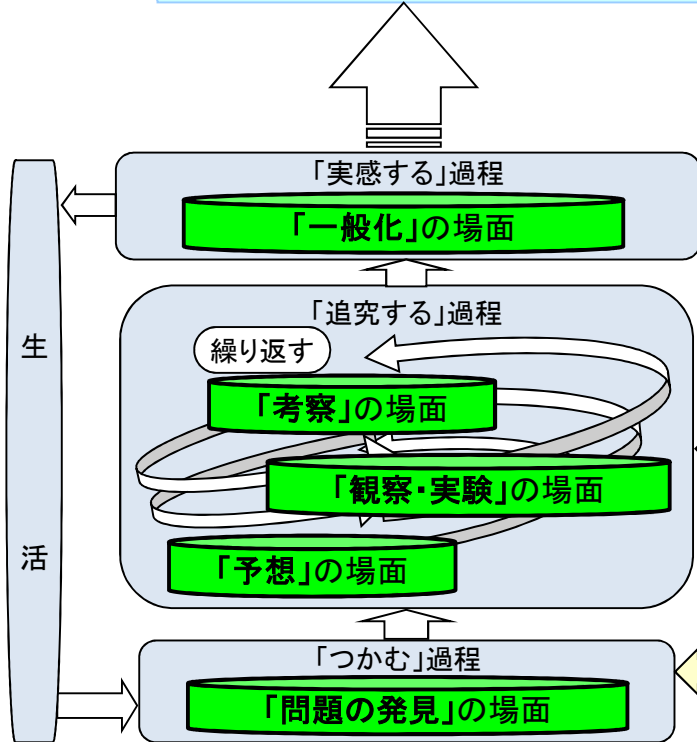 「実感する」過程
「一般化」の場面
「追究する」過程
繰り返す
「考察」の場面
「観察・実験」の場面
「予想」の場面
「つかむ」過程
「問題の発見」の場面
生
活